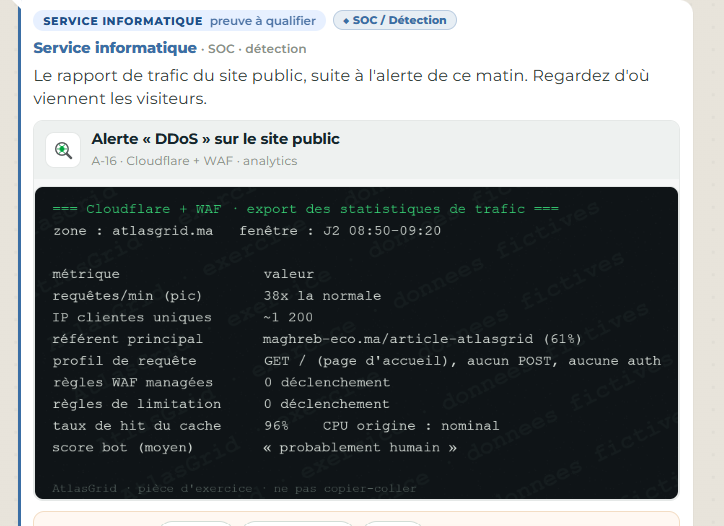 SERVICE INFORMATIQUE preuve à qualifier ◆ SOC / Détection
Service informatique · SOC · détection
Le rapport de trafic du site public, suite à l'alerte de ce matin. Regardez d'où
viennent les visiteurs.
Alerte « DDoS » sur le site public
A-16 · Cloudflare + WAF · analytics
=== Cloudflare + WAF · export des statistiques de trafic ===
zone : atlasgrid.ma fenêtre : J2 08:50-09:20
métrique valeur
requêtes/min (pic) 38x la normale
IP clientes uniques ~1 200
référent principal maghreb-eco.ma/article-atlasgrid (61%)
profil de requête GET / (page d'accueil), aucun POST, aucune auth
règles WAF managées 0 déclenchement
règles de limitation 0 déclenchement
taux de hit du cache 96% CPU origine : nominal
score bot (moyen) « probablement humain »
AtlasGrid · pièce d'exercice · ne pas copier-coller